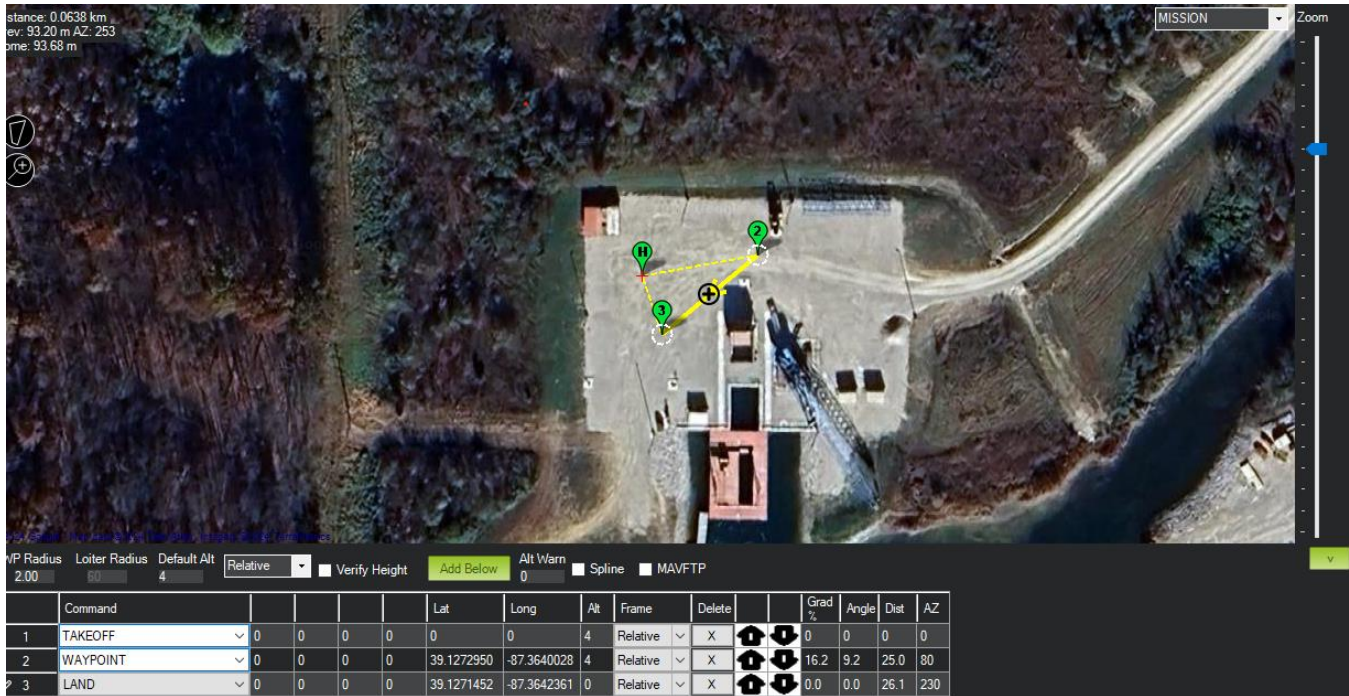 stance: 0.0638 km
ev: 93.20 m AZ: 253
ome: 93.68 m
MISSION
Zoom
2
H
3
WP Radius Loiter Radius Default Alt
2.00 60 4 Relative Verify Height Add Below Alt Warn 0 Spline MAVFTP
v
Command Lat Long Alt Frame Delete Grad % Angle Dist AZ
1 TAKEOFF 0 0 0 0 0 0 4 Relative X 0 0 0 0
2 WAYPOINT 0 0 0 0 39.1272950 -87.3640028 4 Relative X 16.2 9.2 25.0 80
3 LAND 0 0 0 0 39.1271452 -87.3642361 0 Relative X 0.0 0.0 26.1 230